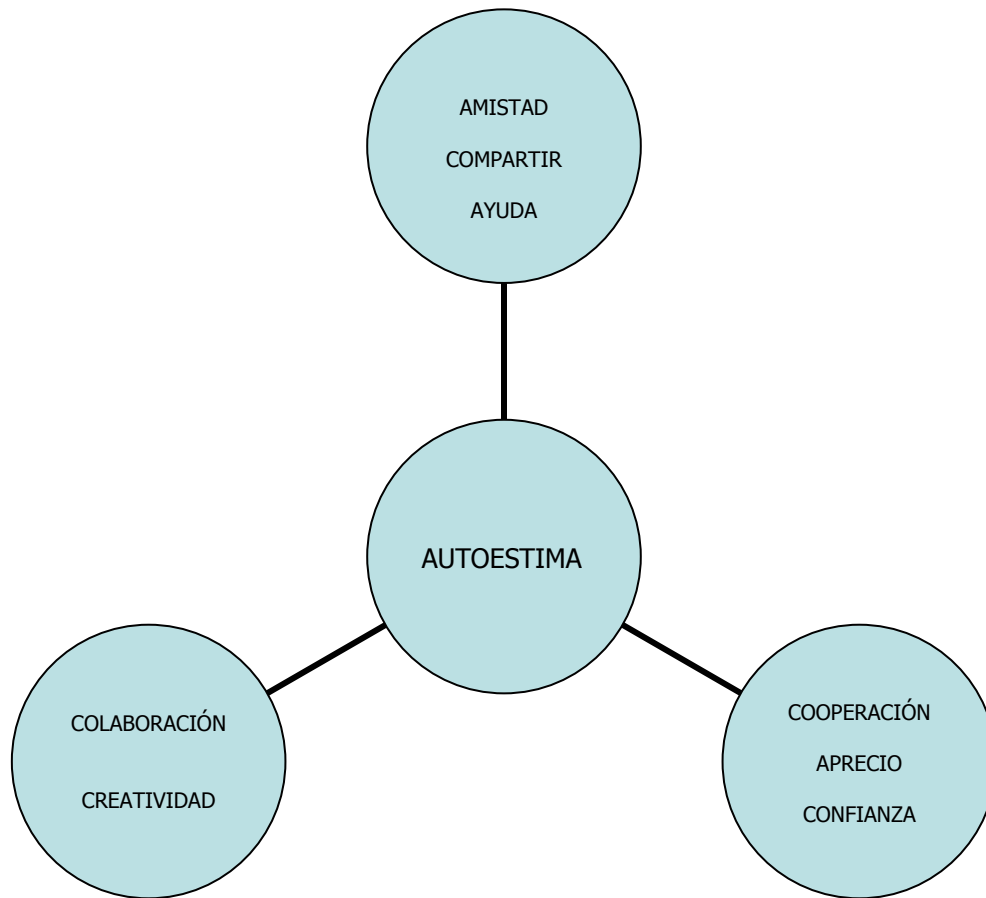 AMISTAD
COMPARTIR
AYUDA
AUTOESTIMA
COLABORACIÓN
CREATIVIDAD
COOPERACIÓN
APRECIO
CONFIANZA